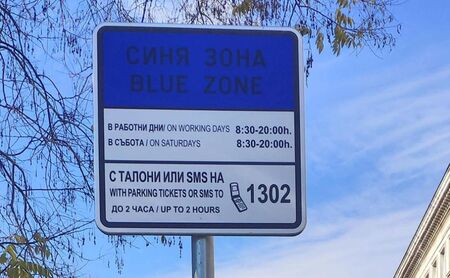 СИНЯ ЗОНА
BLUE ZONE
В РАБОТНИ ДНИ/ ON WORKING DAYS 8:30-20:00h.
В СЪБОТА / ON SATURDAYS 8:30-20:00h.
С ТАЛОНИ ИЛИ SMS НА
WITH PARKING TICKETS OR SMS TO 1302
ДО 2 ЧАСА / UP TO 2 HOURS